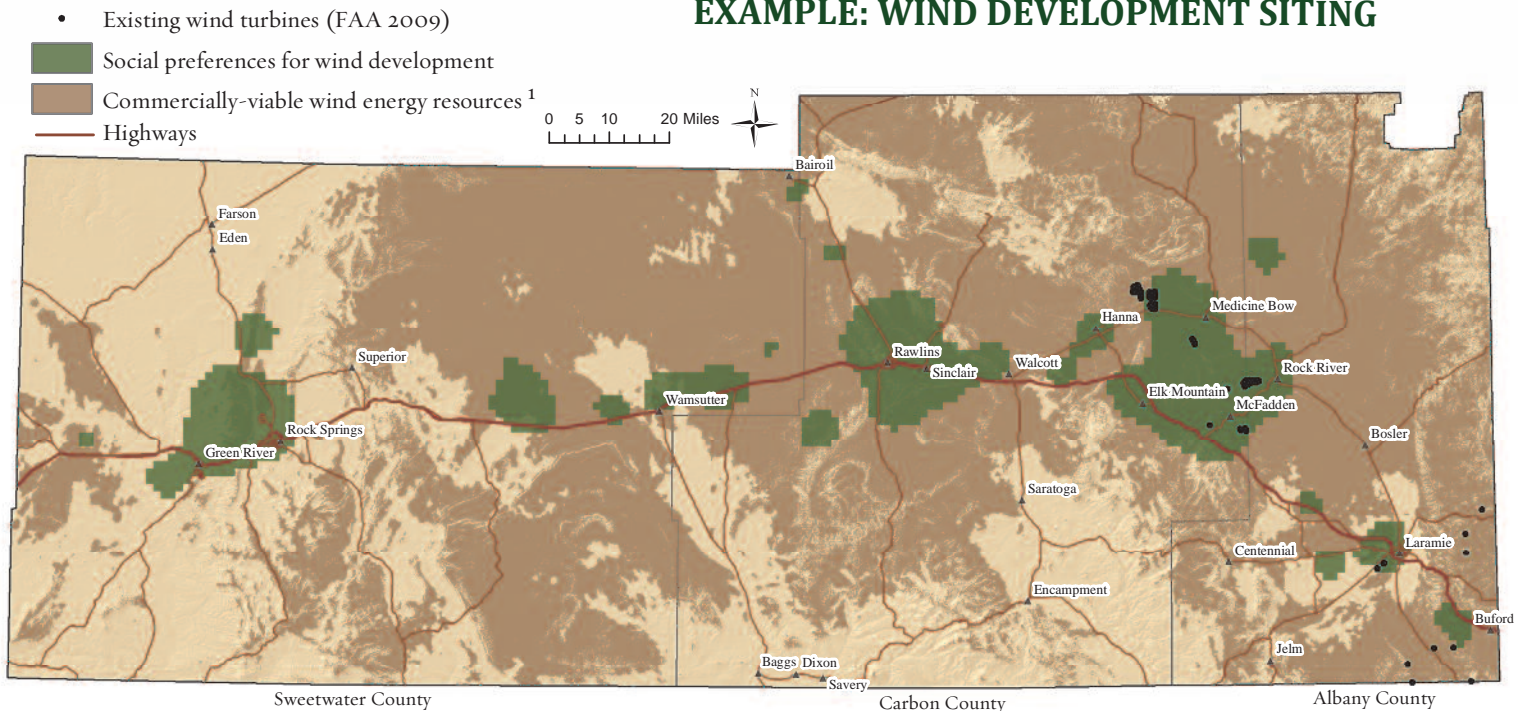 EXAMPLE: WIND DEVELOPMENT SITING
Existing wind turbines (FAA 2009)
Social preferences for wind development
Commercially-viable wind energy resources 1
Highways
N
0 5 10 20 Miles
Bairoil
Farson
Eden
Medicine Bow
Hanna
Superior
Rawlins
Sinclair
Walcott
Rock River
Elk Mountain
Wamsutter
McFadden
Rock Springs
Bosler
Green River
Saratoga
Laramie
Centennial
Encampment
Buford
Jelm
Baggs Dixon
Savery
Sweetwater County
Carbon County
Albany County